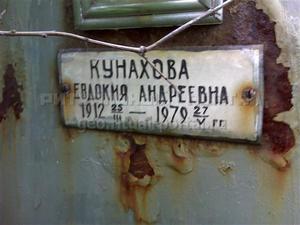 КУНАХОВА
ЕВДОКИЯ АНДРЕЕВНА
1912 25/III — 1979 27/V гг